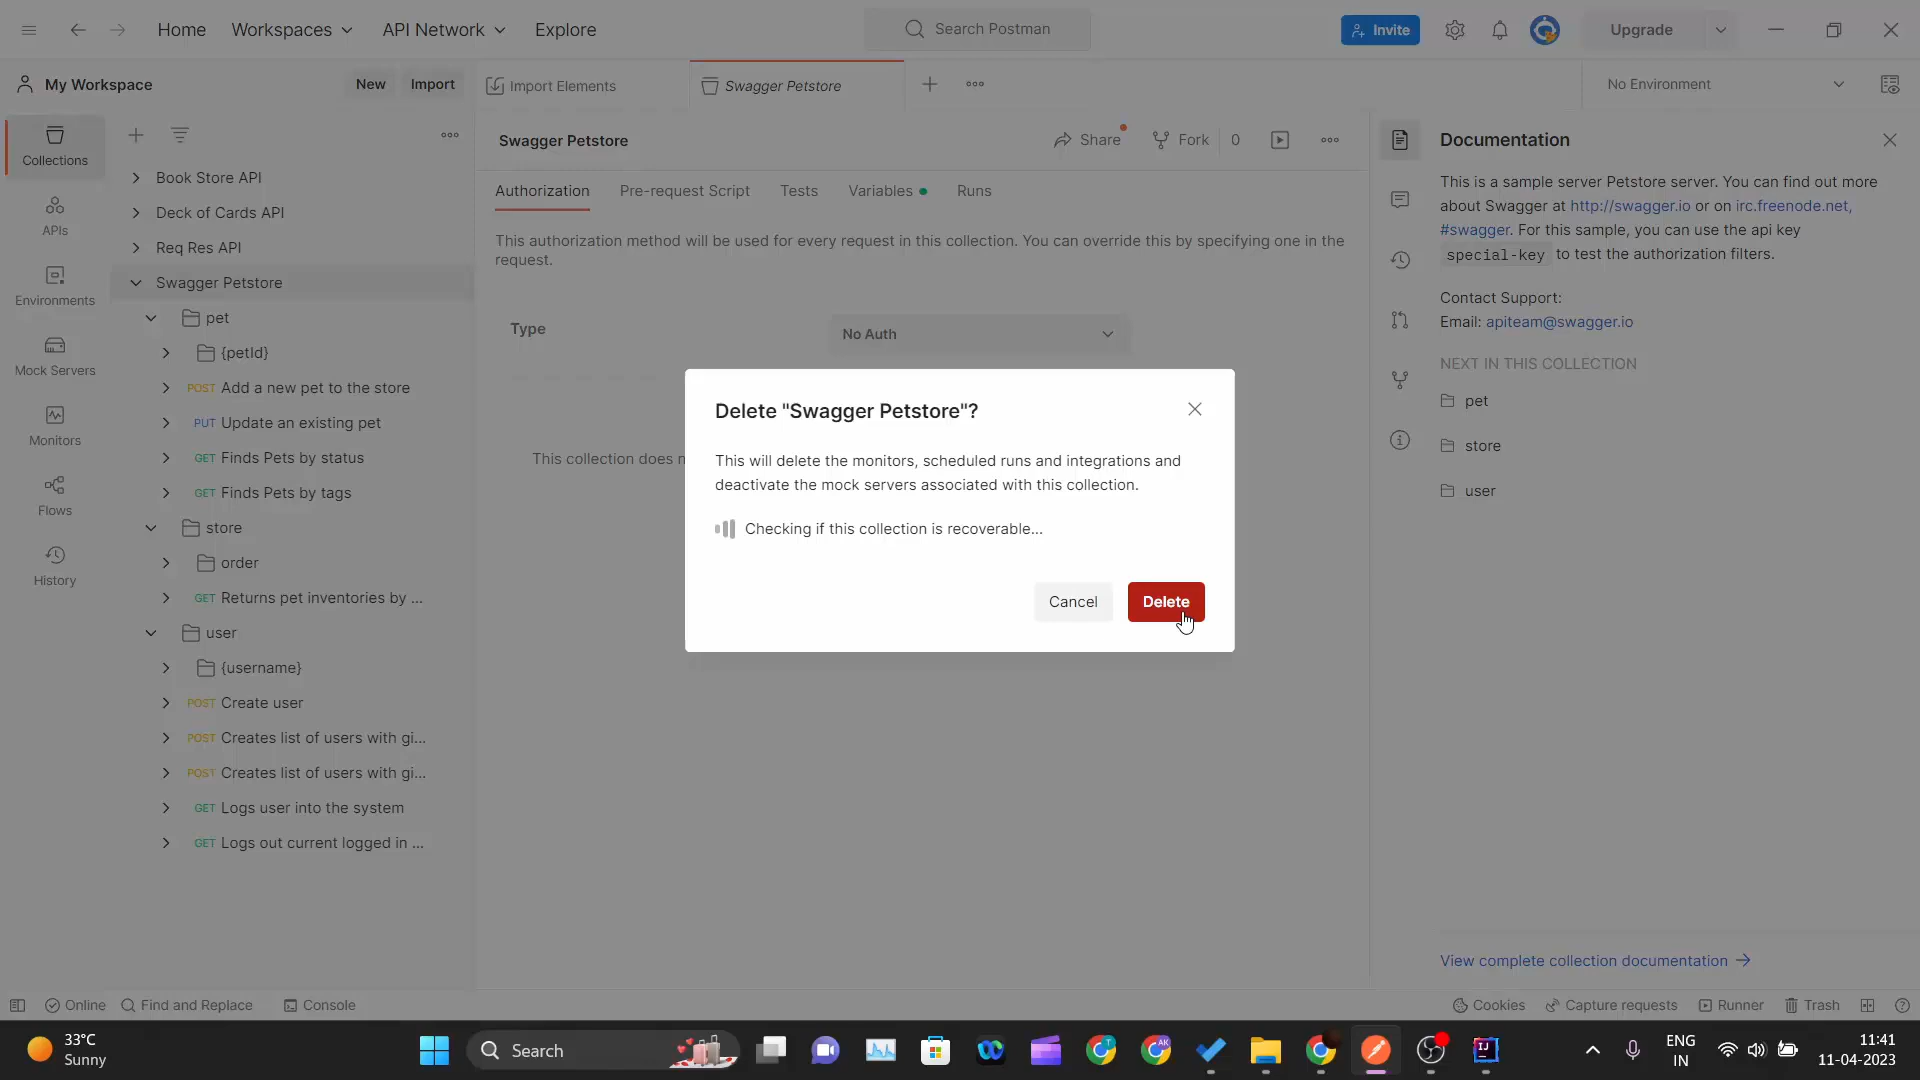 Home
Workspaces
API Network
Explore
Search Postman
Invite
Upgrade
My Workspace
New
Import
Import Elements
Swagger Petstore
No Environment
Collections
APIs
Environments
Mock Servers
Monitors
Flows
History
Book Store API
Deck of Cards API
Req Res API
Swagger Petstore
pet
{petId}
POST Add a new pet to the store
PUT Update an existing pet
GET Finds Pets by status
GET Finds Pets by tags
store
order
GET Returns pet inventories by ...
user
{username}
POST Create user
POST Creates list of users with gi...
POST Creates list of users with gi...
GET Logs user into the system
GET Logs out current logged in ...
Swagger Petstore
Share
Fork
0
Authorization
Pre-request Script
Tests
Variables
Runs
This authorization method will be used for every request in this collection. You can override this by specifying one in the
request.
Type
No Auth
This collection does n
Delete "Swagger Petstore"?
This will delete the monitors, scheduled runs and integrations and
deactivate the mock servers associated with this collection.
Checking if this collection is recoverable...
Cancel
Delete
Documentation
This is a sample server Petstore server. You can find out more
about Swagger at http://swagger.io or on irc.freenode.net,
#swagger. For this sample, you can use the api key
special-key to test the authorization filters.
Contact Support:
Email: apiteam@swagger.io
NEXT IN THIS COLLECTION
pet
store
user
View complete collection documentation →
Online
Find and Replace
Console
Cookies
Capture requests
Runner
Trash
33°C
Sunny
Search
T
AK
IJ
ENG
IN
11:41
11-04-2023